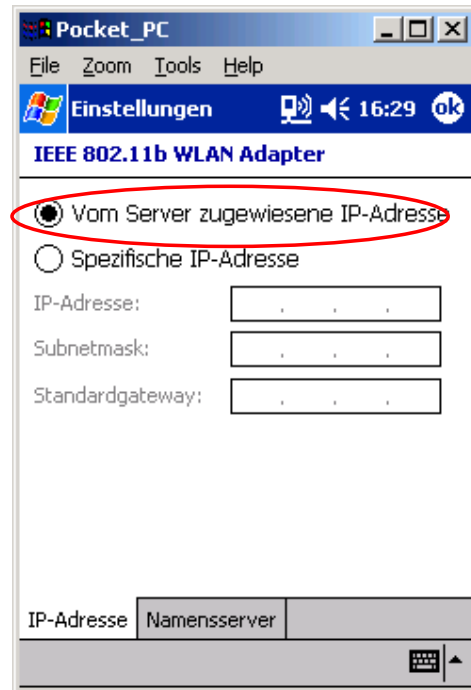 Pocket_PC
File Zoom Tools Help
Einstellungen 16:29 ok
IEEE 802.11b WLAN Adapter
Vom Server zugewiesene IP-Adresse
Spezifische IP-Adresse
IP-Adresse: . . .
Subnetmask: . . .
Standardgateway: . . .
IP-Adresse Namensserver